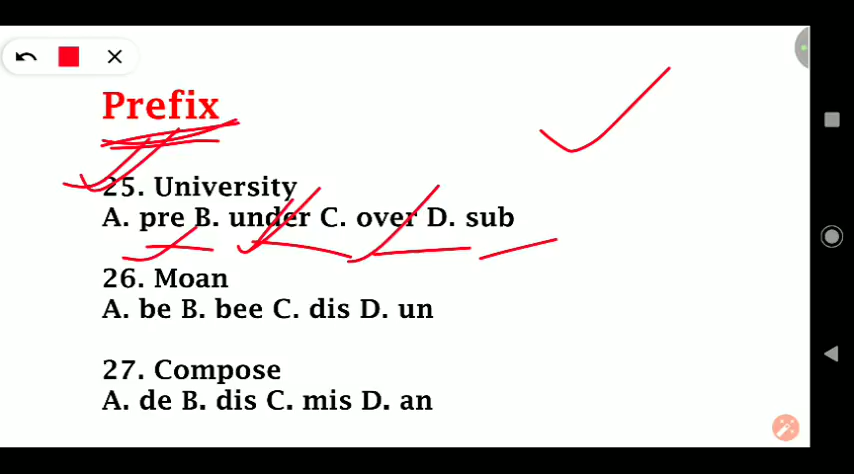 Prefix
25. University
A. pre B. under C. over D. sub
26. Moan
A. be B. bee C. dis D. un
27. Compose
A. de B. dis C. mis D. an